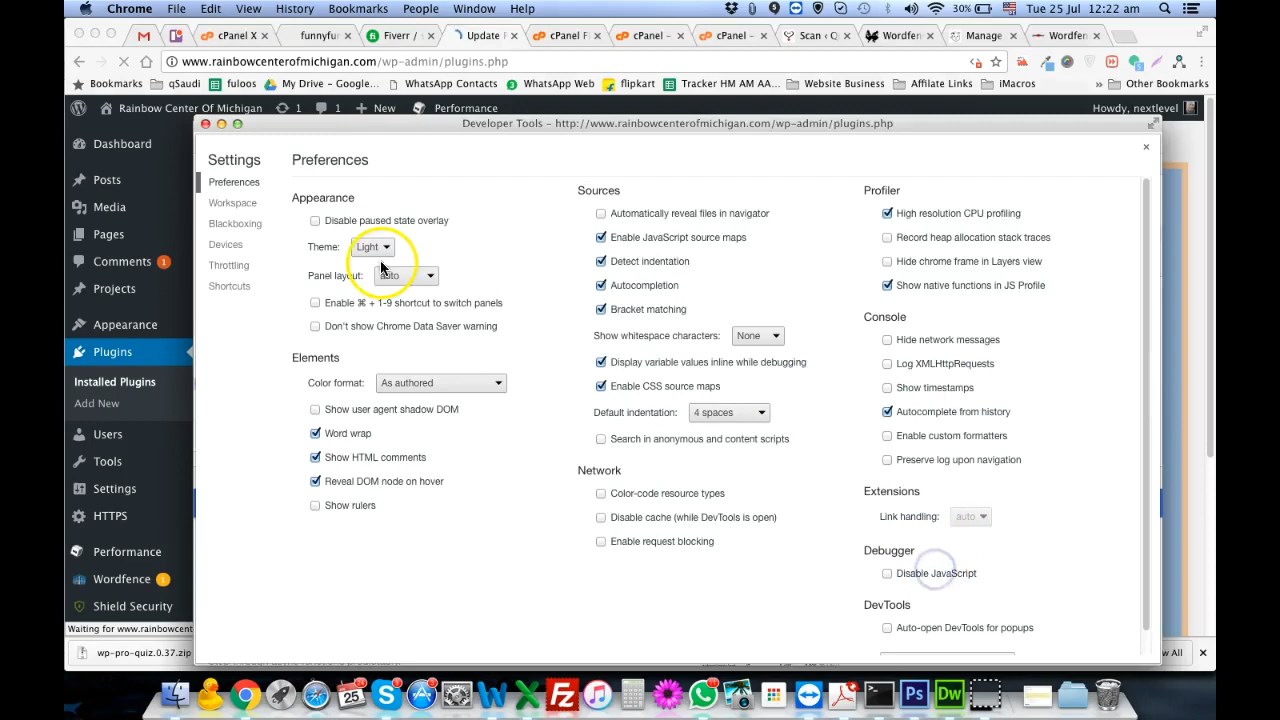 Chrome File Edit View History Bookmarks People Window Help 30% Tue 25 Jul 12:22 am
cPanel X funnyfun Fiverr / Update F cPanel F cPanel – cPanel – Scan ‹ Q Wordfen Manage Wordfen
www.rainbowcenterofmichigan.com/wp-admin/plugins.php
Bookmarks qSaudi fuloos My Drive – Google... WhatsApp Contacts WhatsApp Web flipkart Tracker HM AM AA... Website Business Affilate Links iMacros Other Bookmarks
Rainbow Center Of Michigan 1 1 New Performance Howdy, nextlevel
Developer Tools – http://www.rainbowcenterofmichigan.com/wp-admin/plugins.php
Dashboard
Posts
Media
Pages
Comments 1
Projects
Appearance
Plugins
Installed Plugins
Add New
Users
Tools
Settings
HTTPS
Performance
Wordfence 1
Shield Security
Waiting for www.rainbowcent
Settings
Preferences
Workspace
Blackboxing
Devices
Throttling
Shortcuts
Preferences
Appearance
Disable paused state overlay
Theme: Light
Panel layout: auto
Enable ⌘ + 1-9 shortcut to switch panels
Don't show Chrome Data Saver warning
Elements
Color format: As authored
Show user agent shadow DOM
Word wrap
Show HTML comments
Reveal DOM node on hover
Show rulers
Sources
Automatically reveal files in navigator
Enable JavaScript source maps
Detect indentation
Autocompletion
Bracket matching
Show whitespace characters: None
Display variable values inline while debugging
Enable CSS source maps
Default indentation: 4 spaces
Search in anonymous and content scripts
Network
Color-code resource types
Disable cache (while DevTools is open)
Enable request blocking
Profiler
High resolution CPU profiling
Record heap allocation stack traces
Hide chrome frame in Layers view
Show native functions in JS Profile
Console
Hide network messages
Log XMLHttpRequests
Show timestamps
Autocomplete from history
Enable custom formatters
Preserve log upon navigation
Extensions
Link handling: auto
Debugger
Disable JavaScript
DevTools
Auto-open DevTools for popups
wp-pro-quiz.0.37.zip
w All